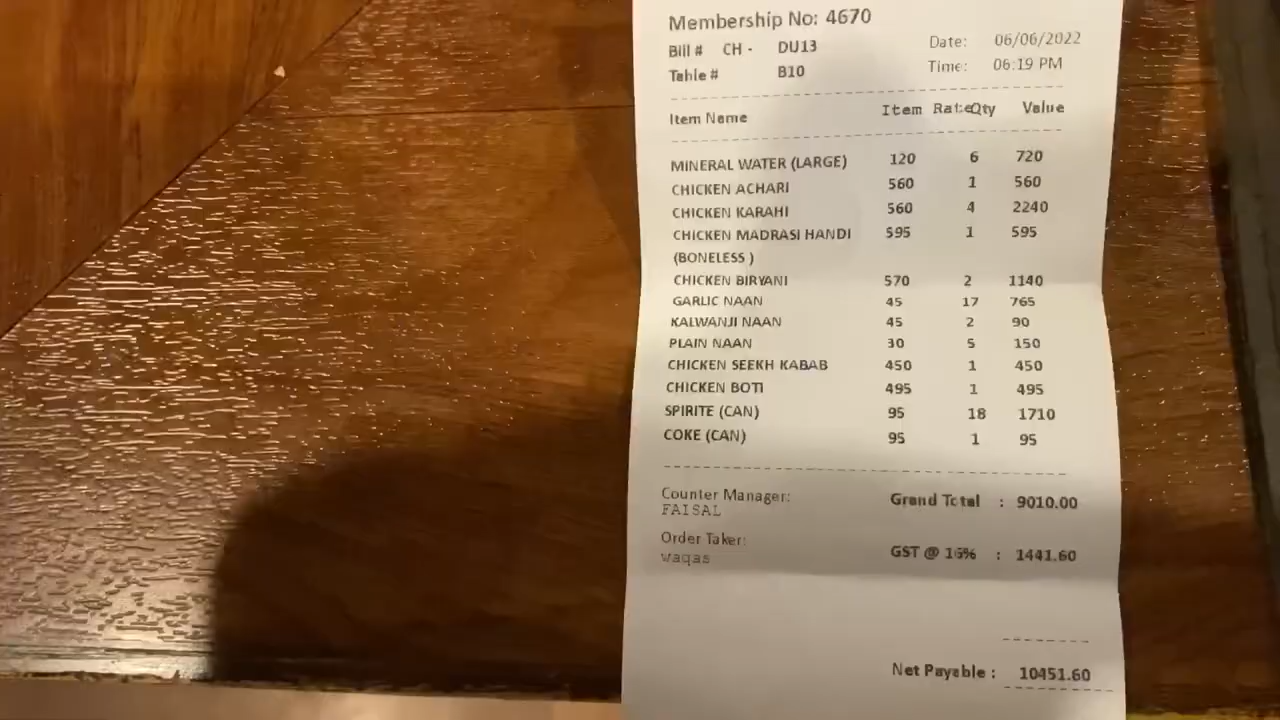 Membership No: 4670
Bill # CH - DU13 Date: 06/06/2022
Table # B10 Time: 06:19 PM
Item Name Item Rate Qty Value
MINERAL WATER (LARGE) 120 6 720
CHICKEN ACHARI 560 1 560
CHICKEN KARAHI 560 4 2240
CHICKEN MADRASI HANDI 595 1 595
(BONELESS )
CHICKEN BIRYANI 570 2 1140
GARLIC NAAN 45 17 765
KALWANJI NAAN 45 2 90
PLAIN NAAN 30 5 150
CHICKEN SEEKH KABAB 450 1 450
CHICKEN BOTI 495 1 495
SPIRITE (CAN) 95 18 1710
COKE (CAN) 95 1 95
Counter Manager: Grand Total : 9010.00
FAISAL
Order Taker: GST @ 16% : 1441.60
waqas
Net Payable : 10451.60